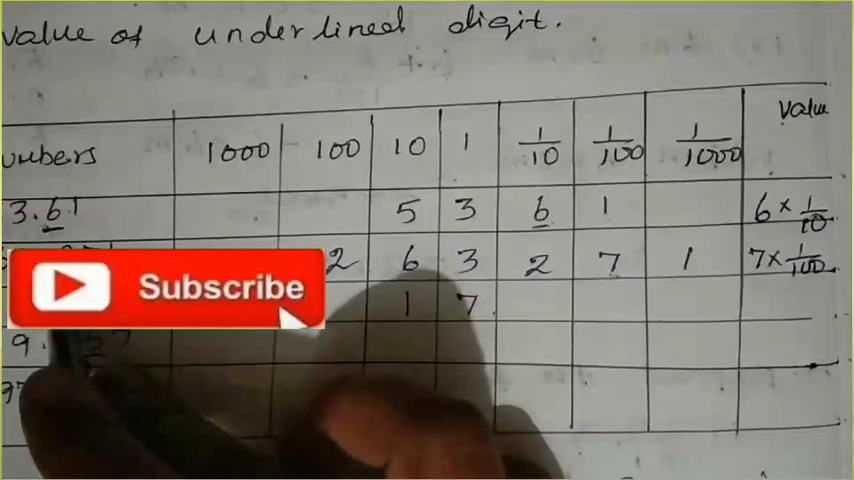 value of underlined digit.
umbers 1000 100 10 1 1/10 1/100 1/1000 value
3.61 5 3 6 1 6 × 1/10
2 6 3 2 7 1 7 × 1/100
Subscribe
1 7
9.